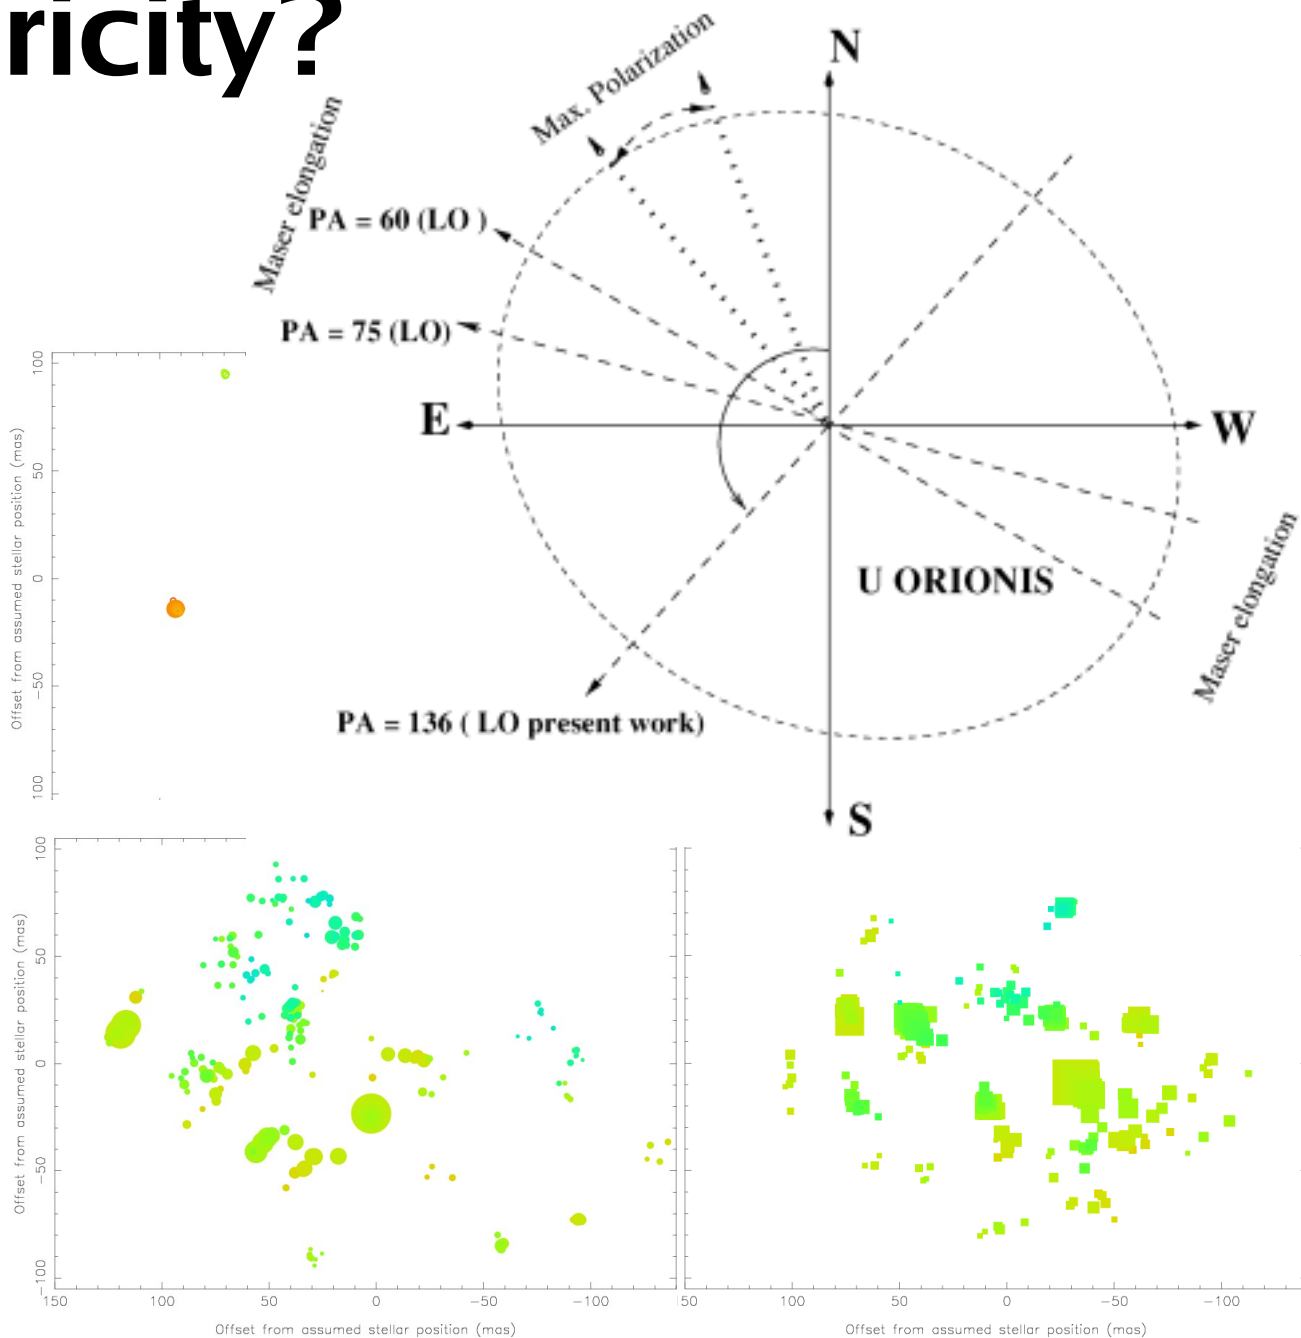 ricity?
N
Max. Polarization
Maser elongation
PA = 60 (LO )
PA = 75 (LO)
E
W
U ORIONIS
Maser elongation
PA = 136 ( LO present work)
S
100
50
0
−50
100
Offset from assumed stellar position (mas)
100
50
0
−50
−100
Offset from assumed stellar position (mas)
150
100
50
0
−50
−100
Offset from assumed stellar position (mas)
50
100
50
0
−50
−100
Offset from assumed stellar position (mas)